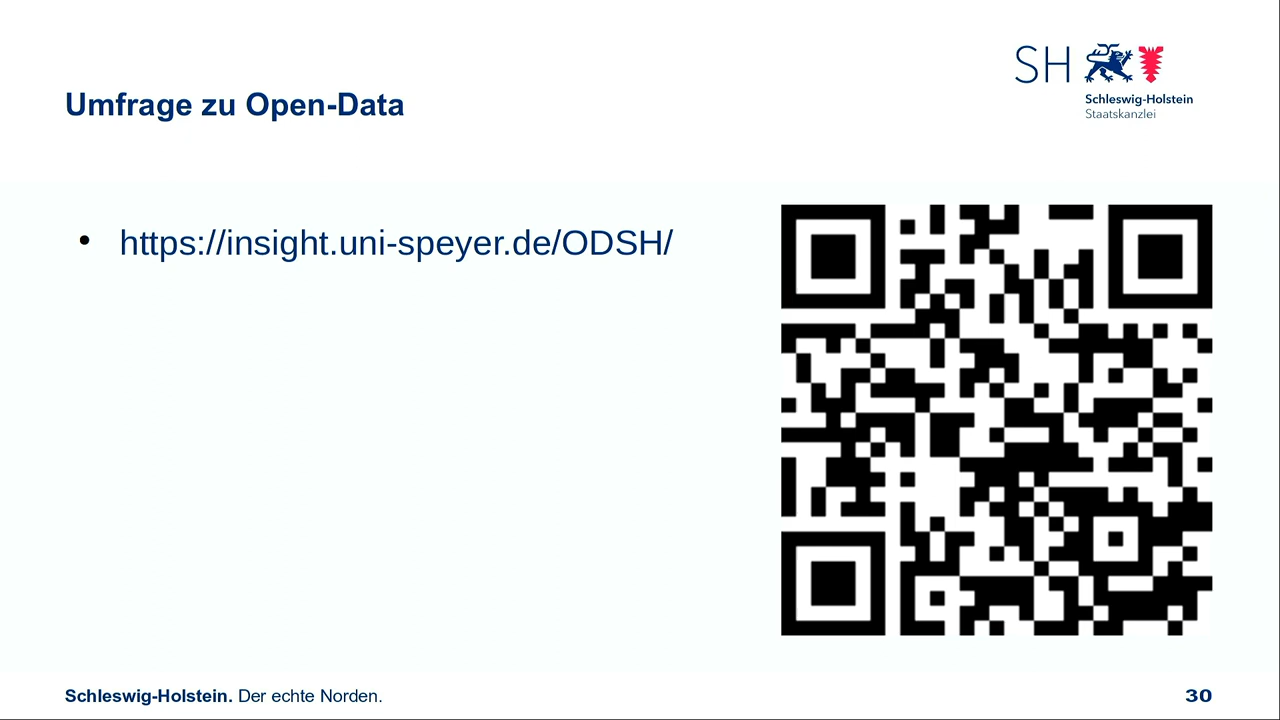 SH
Schleswig-Holstein
Staatskanzlei
Umfrage zu Open-Data
• https://insight.uni-speyer.de/ODSH/
Schleswig-Holstein. Der echte Norden.
30